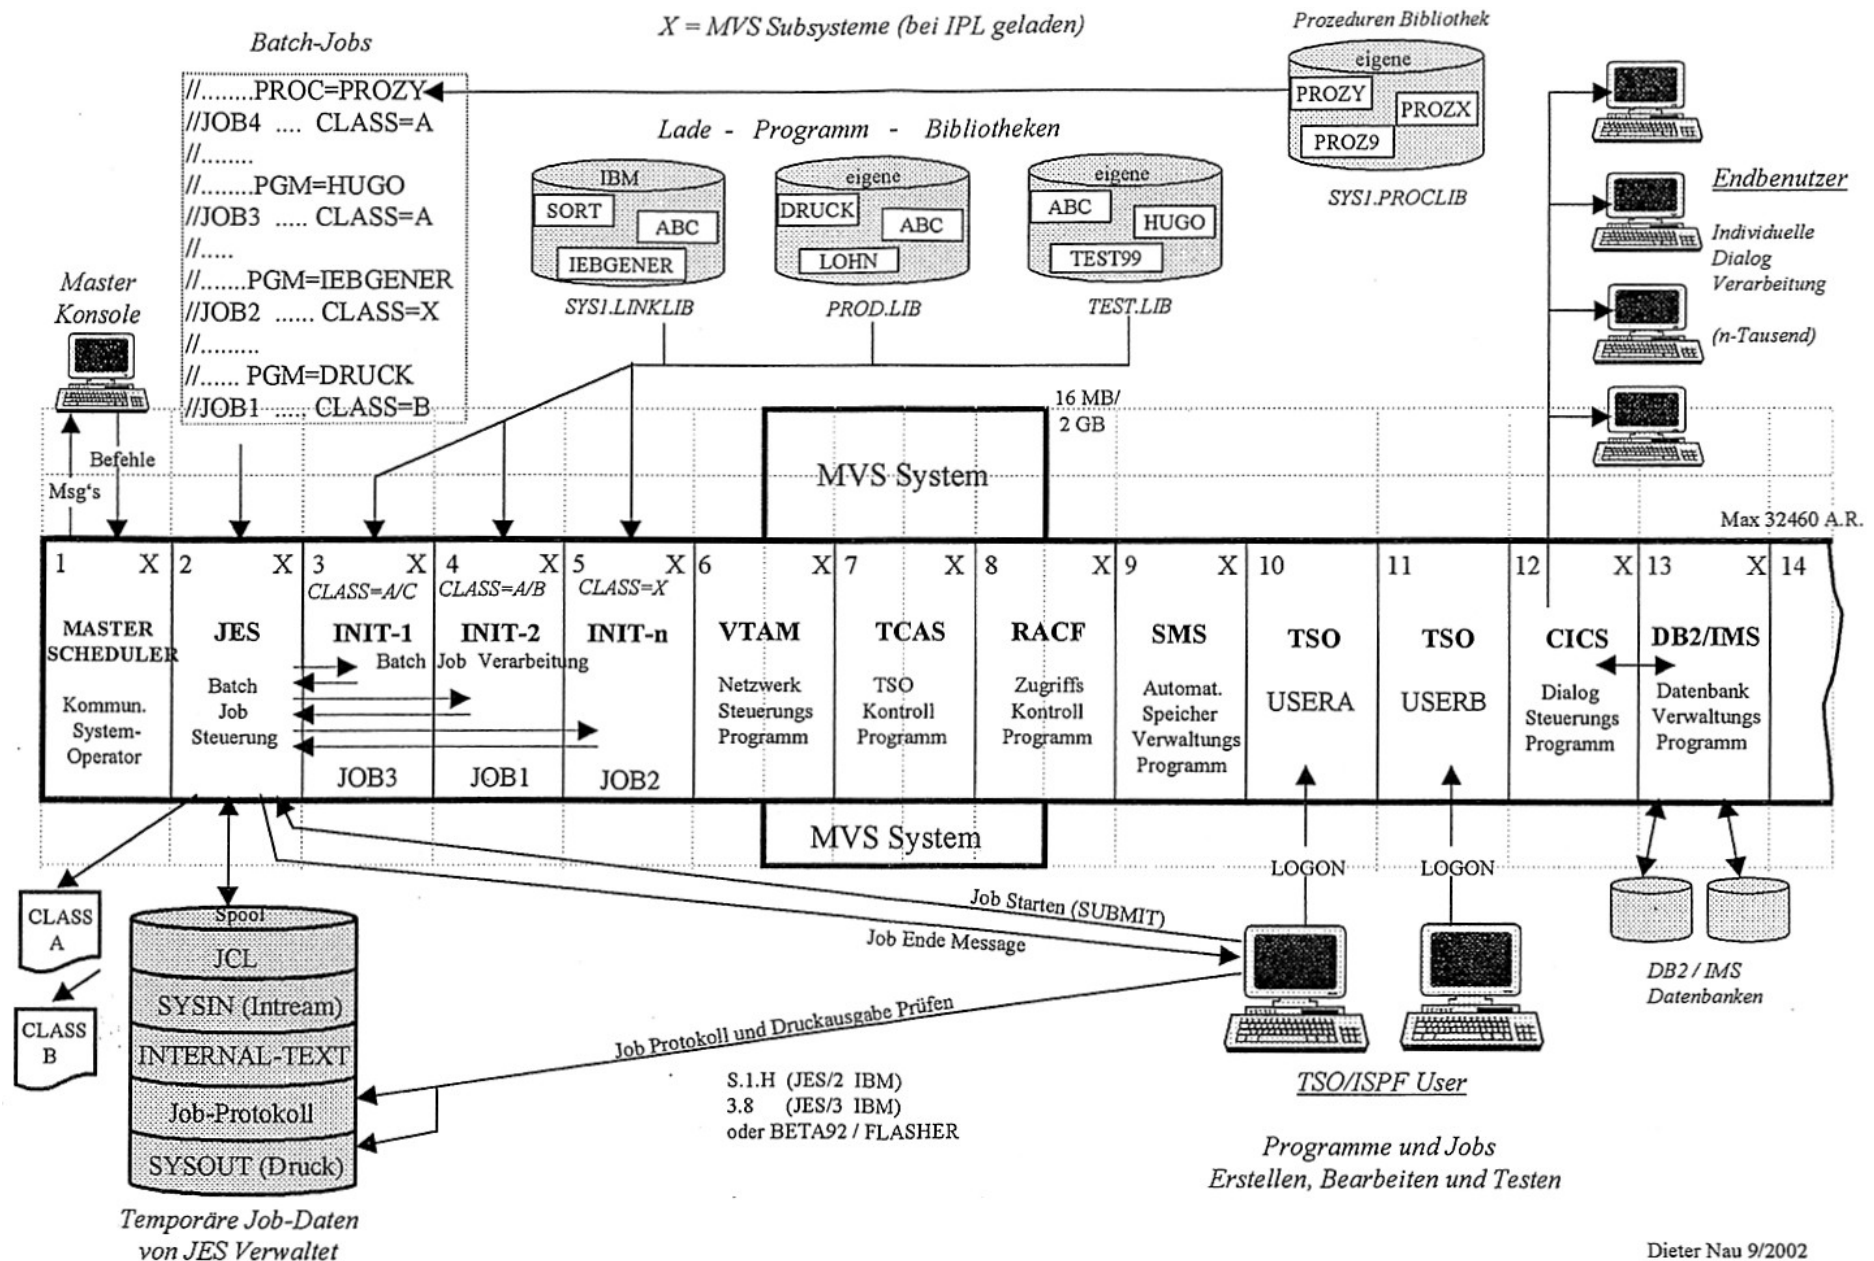 X = MVS Subsysteme (bei IPL geladen)
Batch-Jobs
//........PROC=PROZY
//JOB4 .... CLASS=A
//........
//........PGM=HUGO
//JOB3 ..... CLASS=A
//.....
//.......PGM=IEBGENER
//JOB2 ...... CLASS=X
//.........
//...... PGM=DRUCK
//JOB1 ..... CLASS=B
Prozeduren Bibliothek
eigene
PROZY
PROZX
PROZ9
SYS1.PROCLIB
Lade - Programm - Bibliotheken
IBM
SORT
ABC
IEBGENER
SYS1.LINKLIB
eigene
DRUCK
ABC
LOHN
PROD.LIB
eigene
ABC
HUGO
TEST99
TEST.LIB
Endbenutzer
Individuelle
Dialog
Verarbeitung
(n-Tausend)
Master
Konsole
Befehle
Msg's
16 MB/
2 GB
MVS System
Max 32460 A.R.
1 X
MASTER
SCHEDULER
Kommun.
System-
Operator
2 X
JES
Batch
Job
Steuerung
3 X
CLASS=A/C
INIT-1
JOB3
4 X
CLASS=A/B
INIT-2
JOB1
5 X
CLASS=X
INIT-n
JOB2
Batch Job Verarbeitung
6 X
VTAM
Netzwerk
Steuerungs
Programm
7 X
TCAS
TSO
Kontroll
Programm
8 X
RACF
Zugriffs
Kontroll
Programm
9 X
SMS
Automat.
Speicher
Verwaltungs
Programm
10
TSO
USERA
11
TSO
USERB
12 X
CICS
Dialog
Steuerungs
Programm
13 X
DB2/IMS
Datenbank
Verwaltungs
Programm
14
MVS System
LOGON
LOGON
CLASS
A
CLASS
B
Spool
JCL
SYSIN (Intream)
INTERNAL-TEXT
Job-Protokoll
SYSOUT (Druck)
Temporäre Job-Daten
von JES Verwaltet
Job Starten (SUBMIT)
Job Ende Message
Job Protokoll und Druckausgabe Prüfen
S.1.H (JES/2 IBM)
3.8 (JES/3 IBM)
oder BETA92 / FLASHER
TSO/ISPF User
Programme und Jobs
Erstellen, Bearbeiten und Testen
DB2 / IMS
Datenbanken
Dieter Nau 9/2002